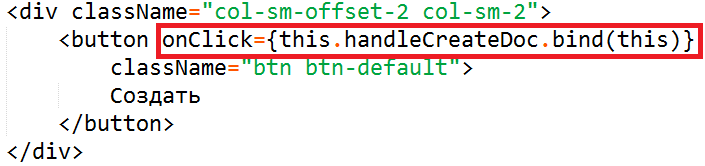 <div className="col-sm-offset-2 col-sm-2">
<button onClick={this.handleCreateDoc.bind(this)}
className="btn btn-default">
Создать
</button>
</div>